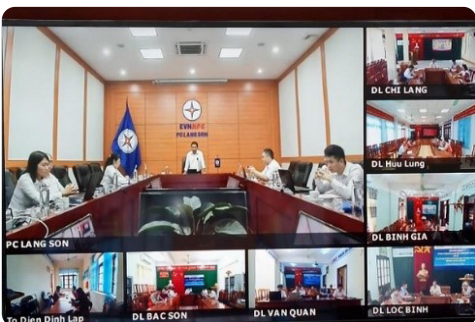 EVNNPC
PC LANG SON
DL CHI LANG
DL Huu Lung
PC LANG SON
DL BINH GIA
To Dien Dinh Lap
DL BAC SON
DL VAN QUAN
DL LOC BINH